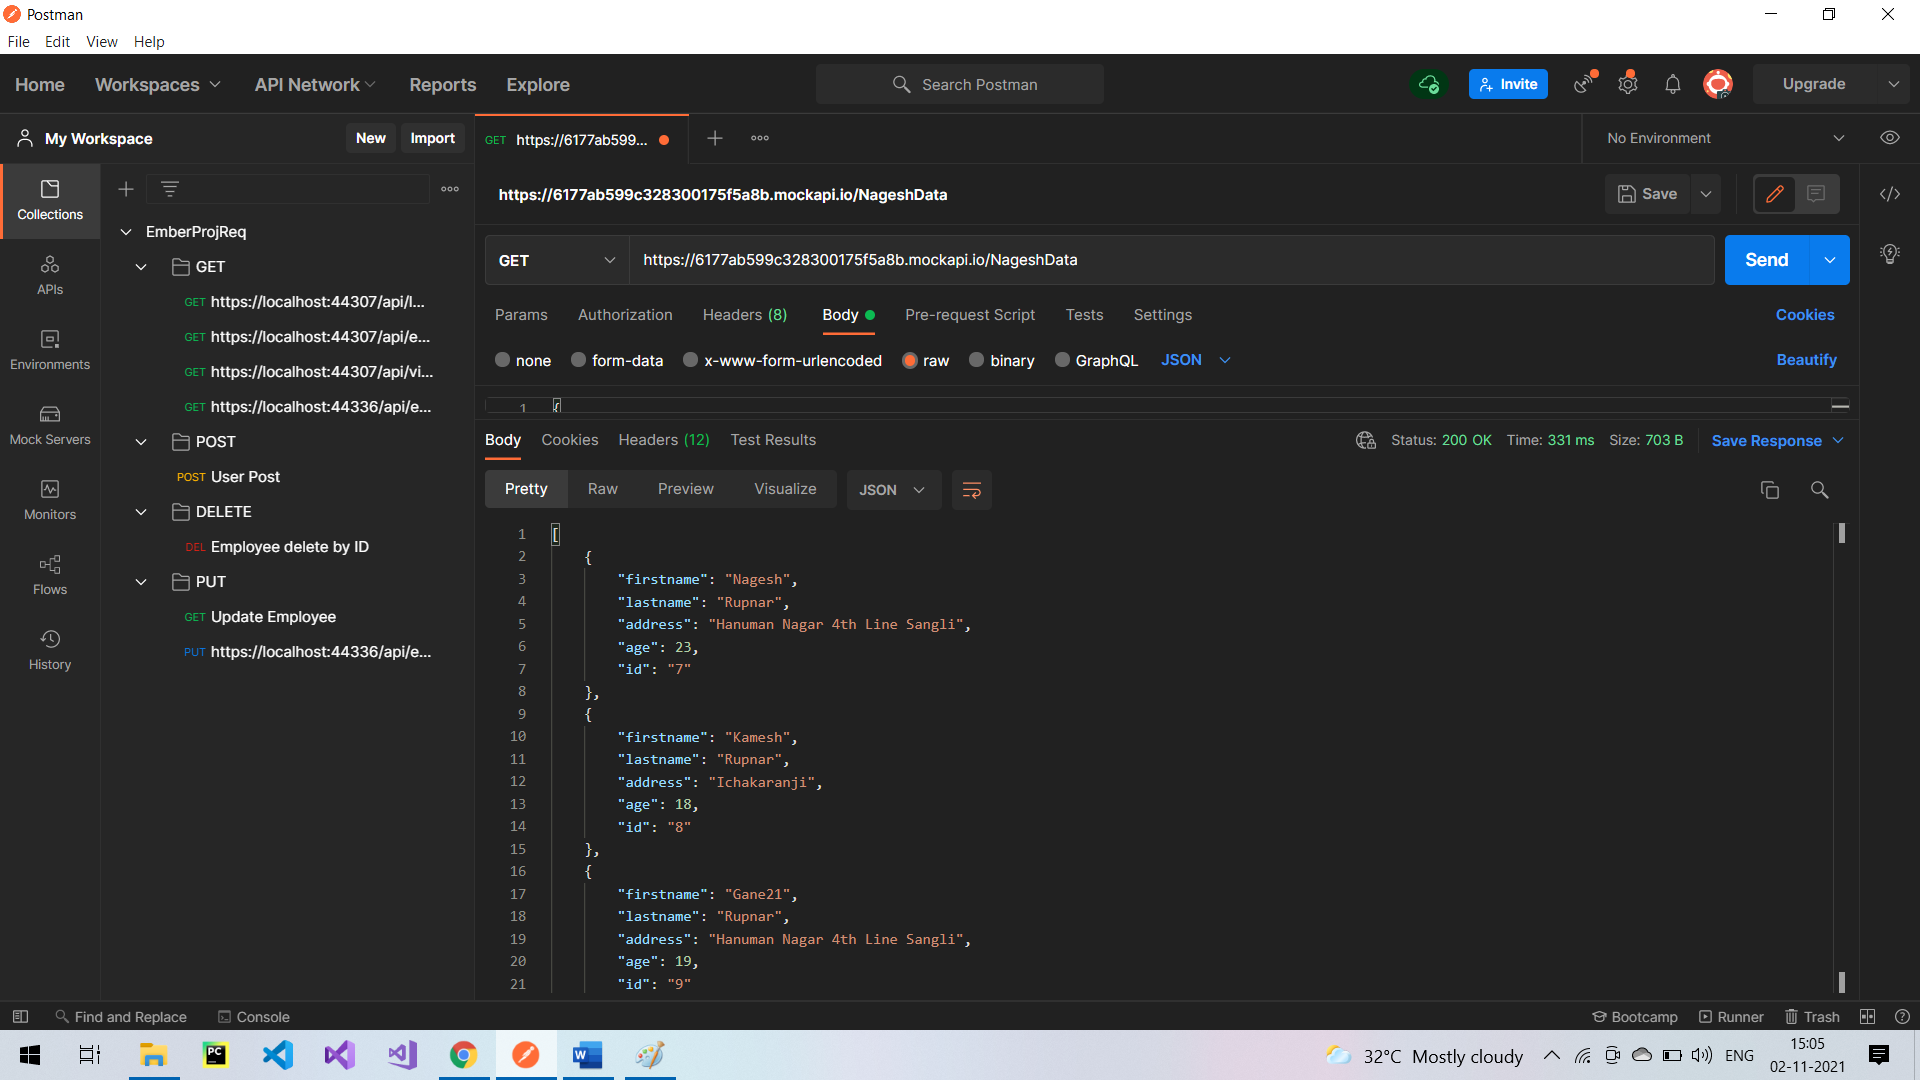 Postman
File Edit View Help
Home Workspaces API Network Reports Explore Search Postman Invite Upgrade
My Workspace New Import GET https://6177ab599... No Environment
https://6177ab599c328300175f5a8b.mockapi.io/NageshData Save
Collections
APIs
Environments
Mock Servers
Monitors
Flows
History
EmberProjReq
GET
GET https://localhost:44307/api/l...
GET https://localhost:44307/api/e...
GET https://localhost:44307/api/vi...
GET https://localhost:44336/api/e...
POST
POST User Post
DELETE
DEL Employee delete by ID
PUT
GET Update Employee
PUT https://localhost:44336/api/e...
GET https://6177ab599c328300175f5a8b.mockapi.io/NageshData Send
Params Authorization Headers (8) Body Pre-request Script Tests Settings Cookies
none form-data x-www-form-urlencoded raw binary GraphQL JSON Beautify
1 {
Body Cookies Headers (12) Test Results Status: 200 OK Time: 331 ms Size: 703 B Save Response
Pretty Raw Preview Visualize JSON
1 [
2 {
3 "firstname": "Nagesh",
4 "lastname": "Rupnar",
5 "address": "Hanuman Nagar 4th Line Sangli",
6 "age": 23,
7 "id": "7"
8 },
9 {
10 "firstname": "Kamesh",
11 "lastname": "Rupnar",
12 "address": "Ichakaranji",
13 "age": 18,
14 "id": "8"
15 },
16 {
17 "firstname": "Gane21",
18 "lastname": "Rupnar",
19 "address": "Hanuman Nagar 4th Line Sangli",
20 "age": 19,
21 "id": "9"
Find and Replace Console Bootcamp Runner Trash
PC W 32°C Mostly cloudy ENG 15:05
02-11-2021